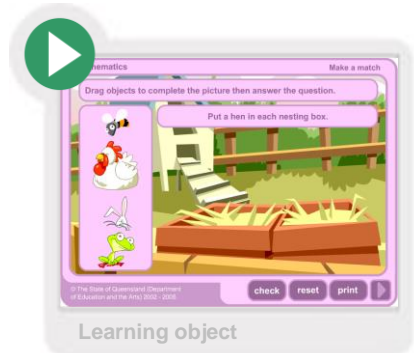 Make a match
Drag objects to complete the picture then answer the question.
Put a hen in each nesting box.
© The State of Queensland (Department
of Education and the Arts) 2002 - 2005
check reset print
Learning object